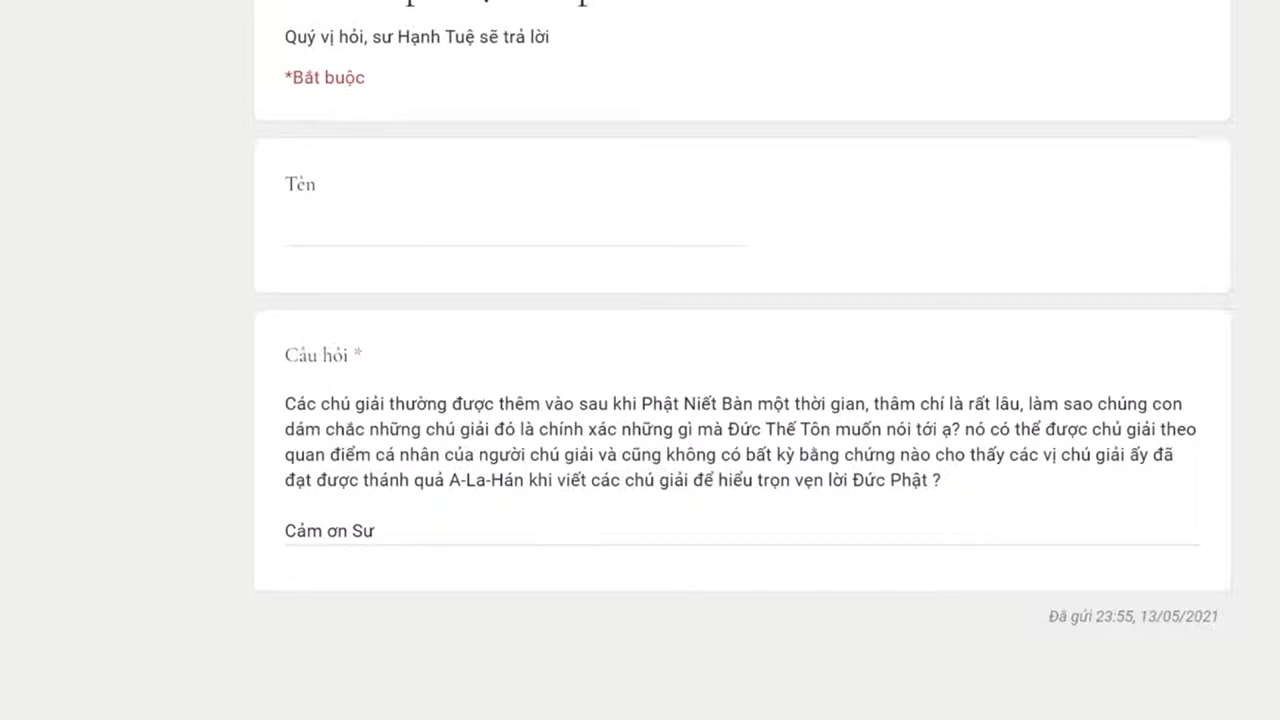 Quý vị hỏi, sư Hạnh Tuệ sẽ trả lời
*Bắt buộc
Tên
Câu hỏi *
Các chú giải thường được thêm vào sau khi Phật Niết Bàn một thời gian, thâm chí là rất lâu, làm sao chúng con
dám chắc những chú giải đó là chính xác những gì mà Đức Thế Tôn muốn nói tới ạ? nó có thể được chú giải theo
quan điểm cá nhân của người chú giải và cũng không có bất kỳ bằng chứng nào cho thấy các vị chú giải ấy đã
đạt được thánh quả A-La-Hán khi viết các chú giải để hiểu trọn vẹn lời Đức Phật ?
Cảm ơn Sư
Đã gửi 23:55, 13/05/2021